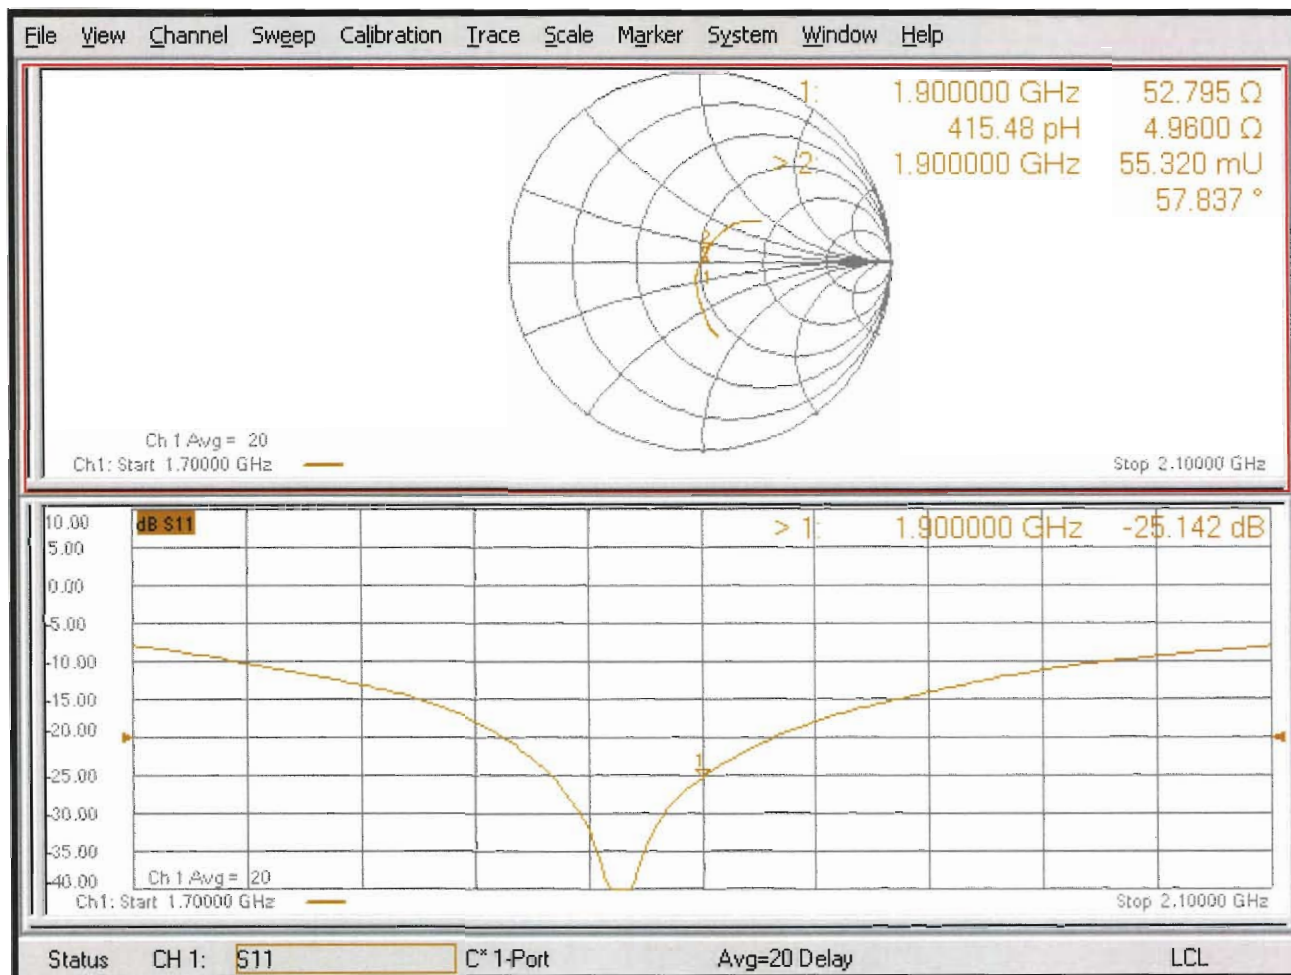 File View Channel Sweep Calibration Trace Scale Marker System Window Help
1: 1.900000 GHz 52.795 Ω
415.48 pH 4.9600 Ω
> 2: 1.900000 GHz 55.320 mU
57.837 °
2
1
Ch 1 Avg = 20
Ch1: Start 1.70000 GHz
Stop 2.10000 GHz
10.00
dB S11
> 1: 1.900000 GHz -25.142 dB
5.00
0.00
-5.00
-10.00
-15.00
-20.00
1
-25.00
-30.00
-35.00
-40.00
Ch 1 Avg = 20
Ch1: Start 1.70000 GHz
Stop 2.10000 GHz
Status CH 1: S11 C* 1-Port Avg=20 Delay LCL